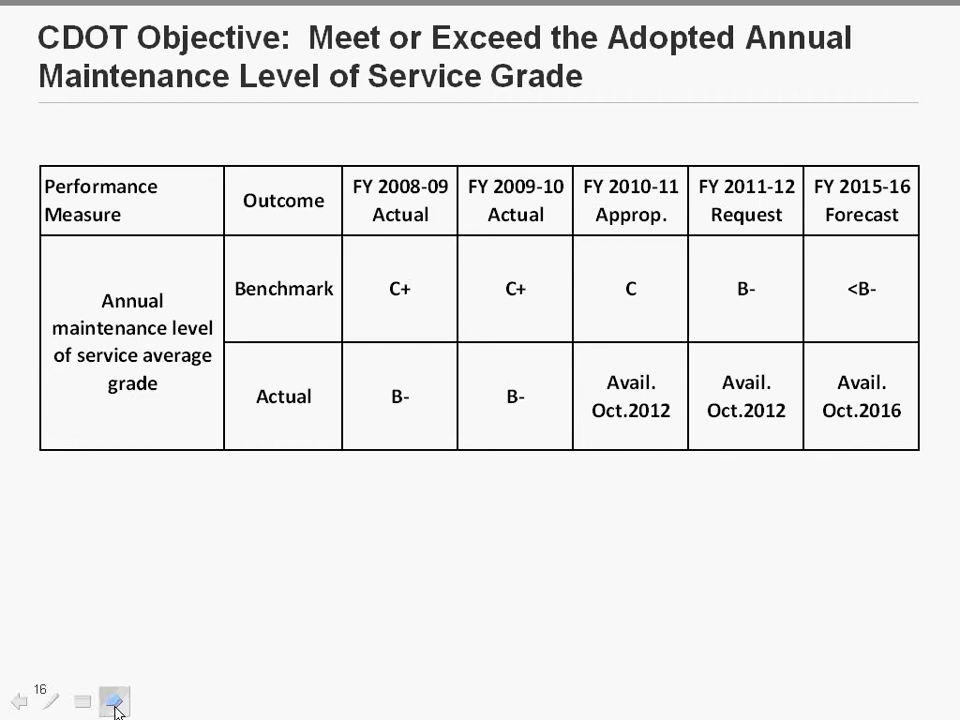 CDOT Objective:  Meet or Exceed the Adopted Annual
Maintenance Level of Service Grade
Performance Measure
Outcome
FY 2008-09 Actual
FY 2009-10 Actual
FY 2010-11 Approp.
FY 2011-12 Request
FY 2015-16 Forecast
Annual
maintenance level
of service average
grade
Benchmark
C+
C+
C
B-
<B-
Actual
B-
B-
Avail. Oct.2012
Avail. Oct.2012
Avail. Oct.2016
16